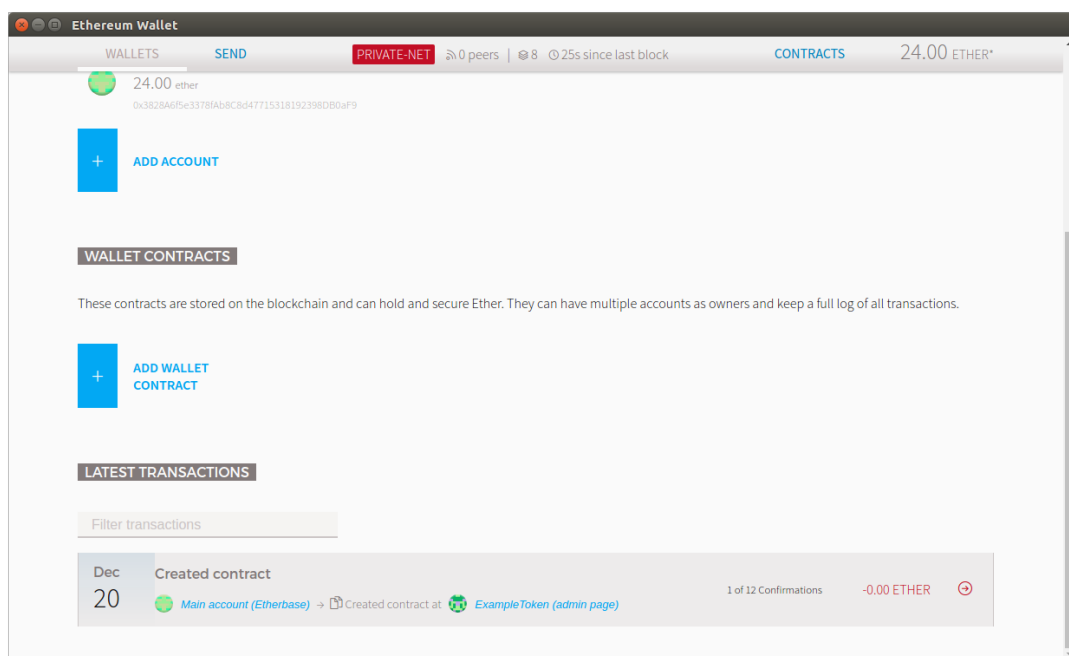 Ethereum Wallet
WALLETS SEND PRIVATE-NET 0 peers | 8 25s since last block CONTRACTS 24.00 ETHER*
24.00 ether
0x3828A6f5e3378fAb8C8d47715318192398DB0aF9
+ ADD ACCOUNT
WALLET CONTRACTS
These contracts are stored on the blockchain and can hold and secure Ether. They can have multiple accounts as owners and keep a full log of all transactions.
+ ADD WALLET
CONTRACT
LATEST TRANSACTIONS
Filter transactions
Dec Created contract
20 Main account (Etherbase) → Created contract at ExampleToken (admin page) 1 of 12 Confirmations -0.00 ETHER